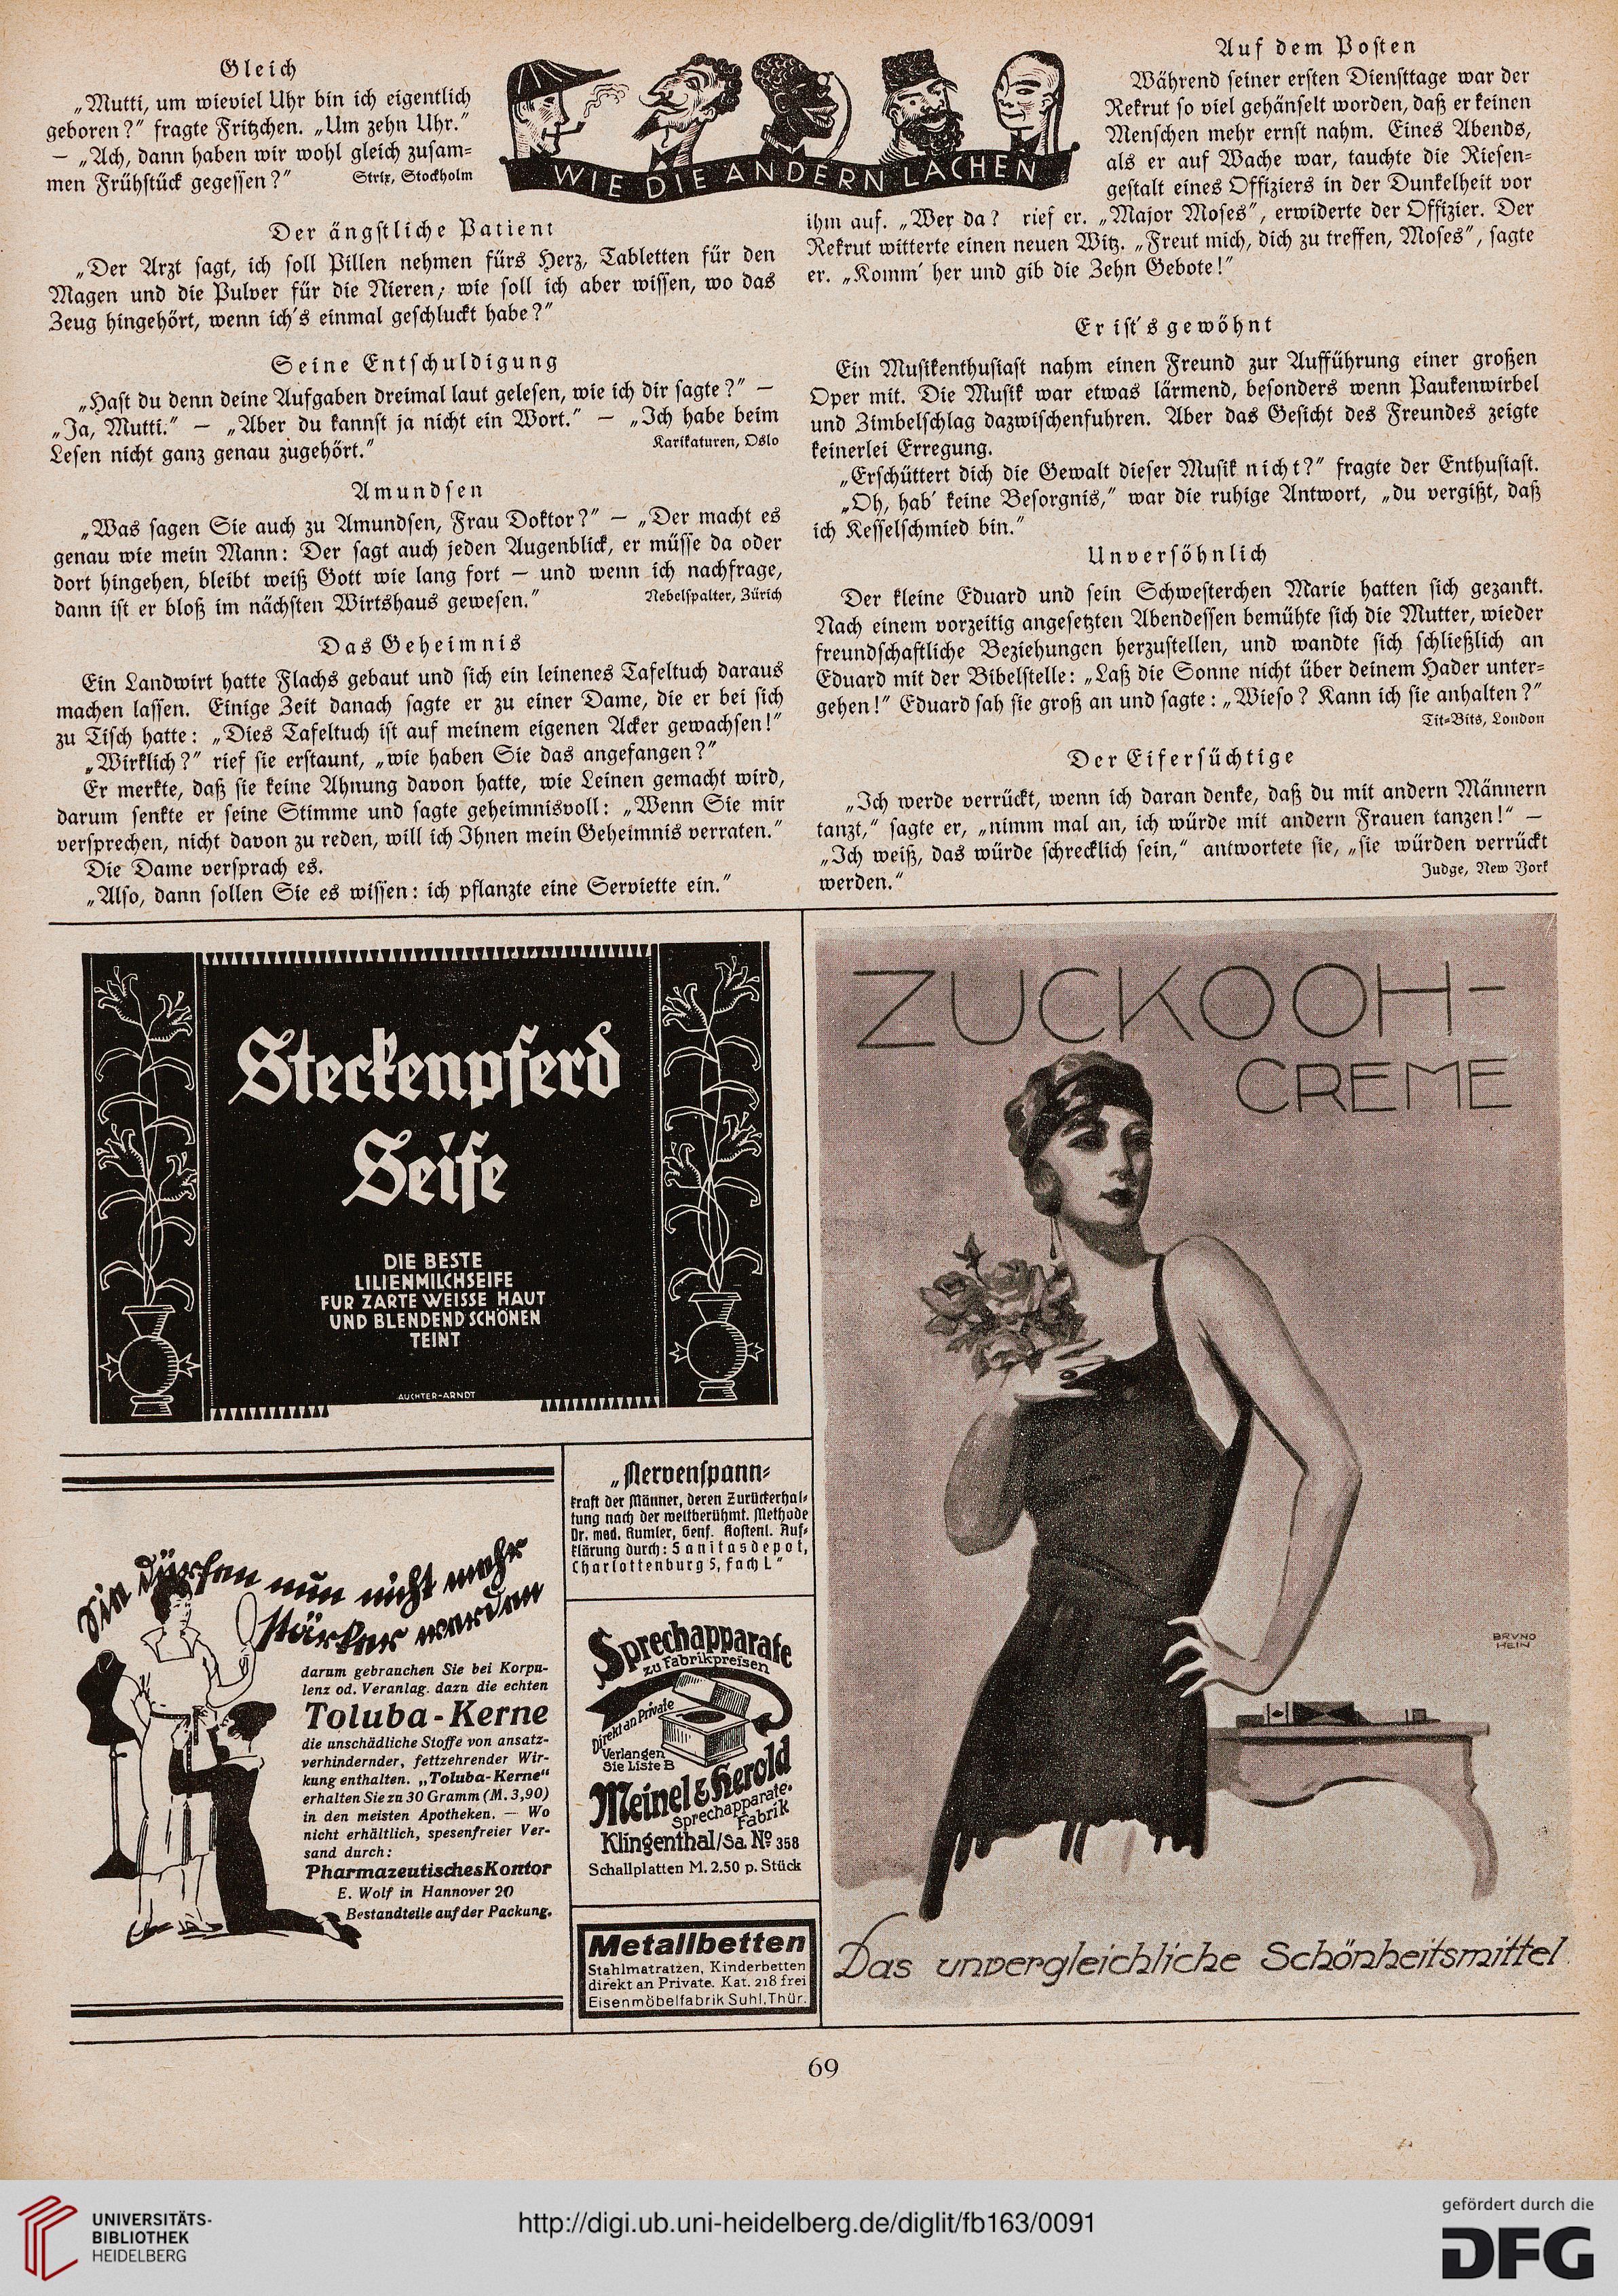 Gleich
„Mutti, um wieviel Uhr bin ich eigentlich
geboren?“ fragte Fritzchen. „Um zehn Uhr.“
— „Ach, dann haben wir wohl gleich zusam-
men Frühstück gegessen?“
Strix, Stockholm
WIE DIE ANDERN LACHEN
Der ängstliche Patient
„Der Arzt sagt, ich soll Pillen nehmen fürs Herz, Tabletten für den
Magen und die Pulver für die Nieren; wie soll ich aber wissen, wo das
Zeug hingehört, wenn ich's einmal geschluckt habe?“
Seine Entschuldigung
„Hast du denn deine Aufgaben dreimal laut gelesen, wie ich dir sagte?“ —
„Ja, Mutti.“ — „Aber du kannst ja nicht ein Wort.“ — „Ich habe beim
Lesen nicht ganz genau zugehört.“
Karikaturen, Oslo
Amundsen
„Was sagen Sie auch zu Amundsen, Frau Doktor?“ — „Der macht es
genau wie mein Mann: Der sagt auch jeden Augenblick, er müsse da oder
dort hingehen, bleibt weiß Gott wie lang fort — und wenn ich nachfrage,
dann ist er bloß im nächsten Wirtshaus gewesen.“
Nebelspalter, Zürich
Das Geheimnis
Ein Landwirt hatte Flachs gebaut und sich ein leinenes Tafeltuch daraus
machen lassen. Einige Zeit danach sagte er zu einer Dame, die er bei sich
zu Tisch hatte: „Dies Tafeltuch ist auf meinem eigenen Acker gewachsen!“
„Wirklich?“ rief sie erstaunt, „wie haben Sie das angefangen?“
Er merkte, daß sie keine Ahnung davon hatte, wie Leinen gemacht wird,
darum senkte er seine Stimme und sagte geheimnisvoll: „Wenn Sie mir
versprechen, nicht davon zu reden, will ich Ihnen mein Geheimnis verraten.“
Die Dame versprach es.
„Also, dann sollen Sie es wissen: ich pflanzte eine Serviette ein.“
Auf dem Posten
Während seiner ersten Diensttage war der
Rekrut so viel gehänselt worden, daß er keinen
Menschen mehr ernst nahm. Eines Abends,
als er auf Wache war, tauchte die Riesen-
gestalt eines Offiziers in der Dunkelheit vor
ihm auf. „Wer da? rief er. „Major Moses“, erwiderte der Offizier. Der
Rekrut witterte einen neuen Witz. „Freut mich, dich zu treffen, Moses“, sagte
er. „Komm' her und gib die Zehn Gebote!“
Er ist's gewöhnt
Ein Musikenthusiast nahm einen Freund zur Aufführung einer großen
Oper mit. Die Musik war etwas lärmend, besonders wenn Paukenwirbel
und Zimbelschlag dazwischenfuhren. Aber das Gesicht des Freundes zeigte
keinerlei Erregung.
„Erschüttert dich die Gewalt dieser Musik nicht?“ fragte der Enthusiast.
„Oh, hab' keine Besorgnis,“ war die ruhige Antwort, „du vergißt, daß
ich Kesselschmied bin.“
Unversöhnlich
Der kleine Eduard und sein Schwesterchen Marie hatten sich gezankt.
Nach einem vorzeitig angesetzten Abendessen bemühte sich die Mutter, wieder
freundschaftliche Beziehungen herzustellen, und wandte sich schließlich an
Eduard mit der Bibelstelle: „Laß die Sonne nicht über deinem Hader unter-
gehen!“ Eduard sah sie groß an und sagte: „Wieso? Kann ich sie anhalten?“
Tit-Bits, London
Der Eifersüchtige
„Ich werde verrückt, wenn ich daran denke, daß du mit andern Männern
tanzt,“ sagte er, „nimm mal an, ich würde mit andern Frauen tanzen!“ —
„Ich weiß, das würde schrecklich sein,“ antwortete sie, „sie würden verrückt
werden.“
Judge, New York
Steckenpferd
Seife
DIE BESTE
LILIENMILCHSEIFE
FUR ZARTE WEISSE HAUT
UND BLENDEND SCHÖNEN
TEINT
AUCHTER-ARNDT
Sie dürfen nun nicht mehr
stärker werden
darum gebrauchen Sie bei Korpu-
lenz od. Veranlag. dazu die echten
Toluba-Kerne
die unschädliche Stoffe von ansatz-
verhindernder, fettzehrender Wir-
kung enthalten. „Toluba-Kerne“
erhalten Sie zu 30 Gramm (M. 3,90)
in den meisten Apotheken. — Wo
nicht erhältlich, spesenfreier Ver-
sand durch:
Pharmazeutisches Kontor
E. Wolf in Hannover 20
Bestandteile auf der Packung.
„Nervenspann-
kraft der Männer, deren Zurückerhal-
tung nach der weltberühmt. Methode
Dr. med. Rumler, Genf. Kostenl. Auf-
klärung durch: Sanitasdepot,
Charlottenburg 5, Fach L“
Sprechapparate
zu Fabrikpreisen
Direkt an Private
Verlangen
Sie Liste B
Meinel & Herold
Sprechapparate-
Fabrik
Klingenthal/Sa. Nº 358
Schallplatten M. 2.50 p. Stück
Metallbetten
Stahlmatratzen, Kinderbetten
direkt an Private. Kat. 218 frei
Eisenmöbelfabrik Suhl, Thür.
ZUCKOOH-
CREME
BRVNO
HEIN
Das unvergleichliche Schönheitsmittel
69
UNIVERSITÄTS-
BIBLIOTHEK
HEIDELBERG
http://digi.ub.uni-heidelberg.de/diglit/fb163/0091
gefördert durch die
DFG